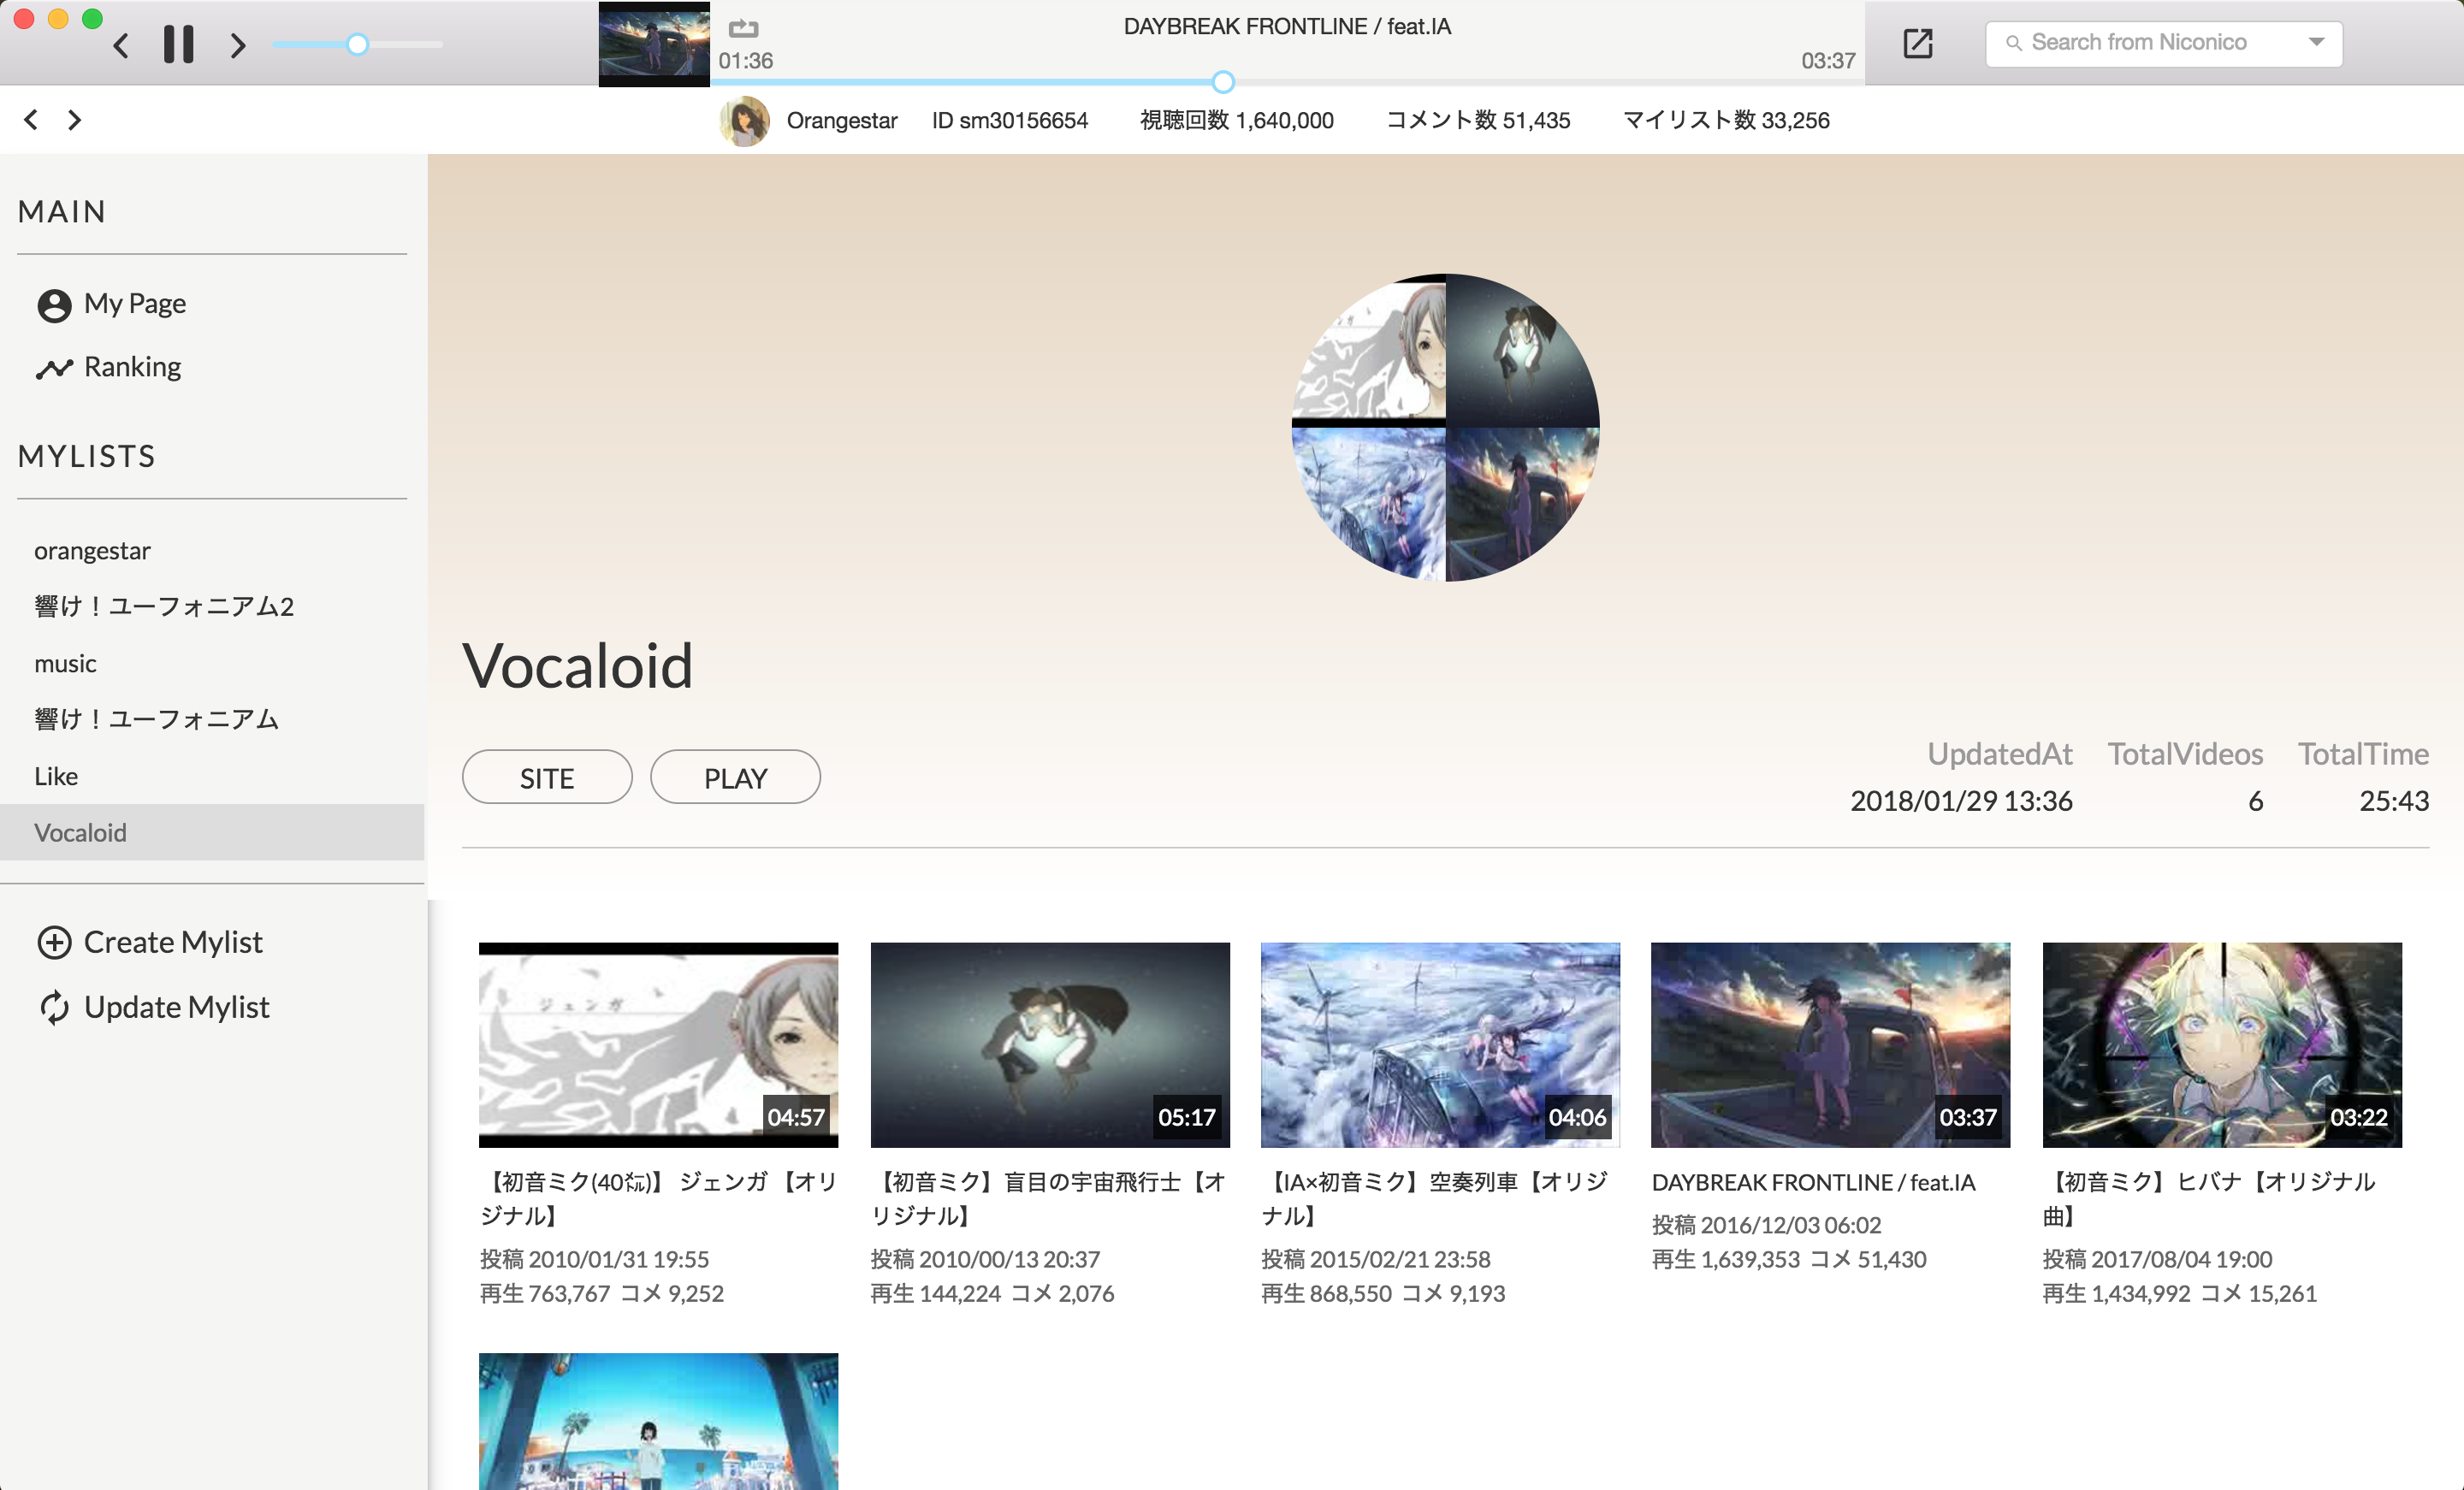 DAYBREAK FRONTLINE / feat.IA
01:36
03:37
Search from Niconico
Orangestar
ID sm30156654
視聴回数 1,640,000
コメント数 51,435
マイリスト数 33,256
MAIN
My Page
Ranking
MYLISTS
orangestar
響け！ユーフォニアム2
music
響け！ユーフォニアム
Like
Vocaloid
Create Mylist
Update Mylist
Vocaloid
SITE
PLAY
UpdatedAt
2018/01/29 13:36
TotalVideos
6
TotalTime
25:43
ジェンガ
04:57
【初音ミク(40㍍)】 ジェンガ 【オリ
ジナル】
投稿 2010/01/31 19:55
再生 763,767 コメ 9,252
05:17
【初音ミク】盲目の宇宙飛行士【オ
リジナル】
投稿 2010/00/13 20:37
再生 144,224 コメ 2,076
04:06
【IA×初音ミク】空奏列車【オリジ
ナル】
投稿 2015/02/21 23:58
再生 868,550 コメ 9,193
03:37
DAYBREAK FRONTLINE / feat.IA
投稿 2016/12/03 06:02
再生 1,639,353 コメ 51,430
03:22
【初音ミク】ヒバナ【オリジナル
曲】
投稿 2017/08/04 19:00
再生 1,434,992 コメ 15,261